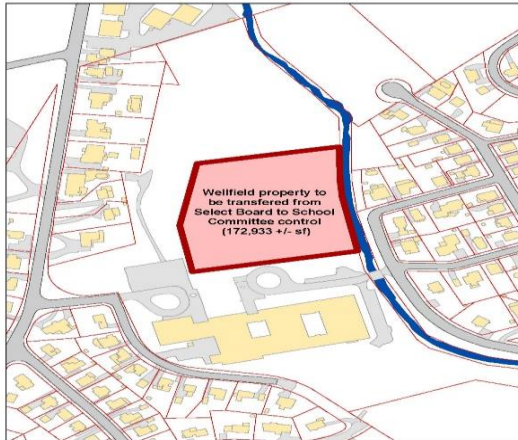 Wellfield property to
be transfered from
Select Board to School
Committee control
(172,933 +/- sf)